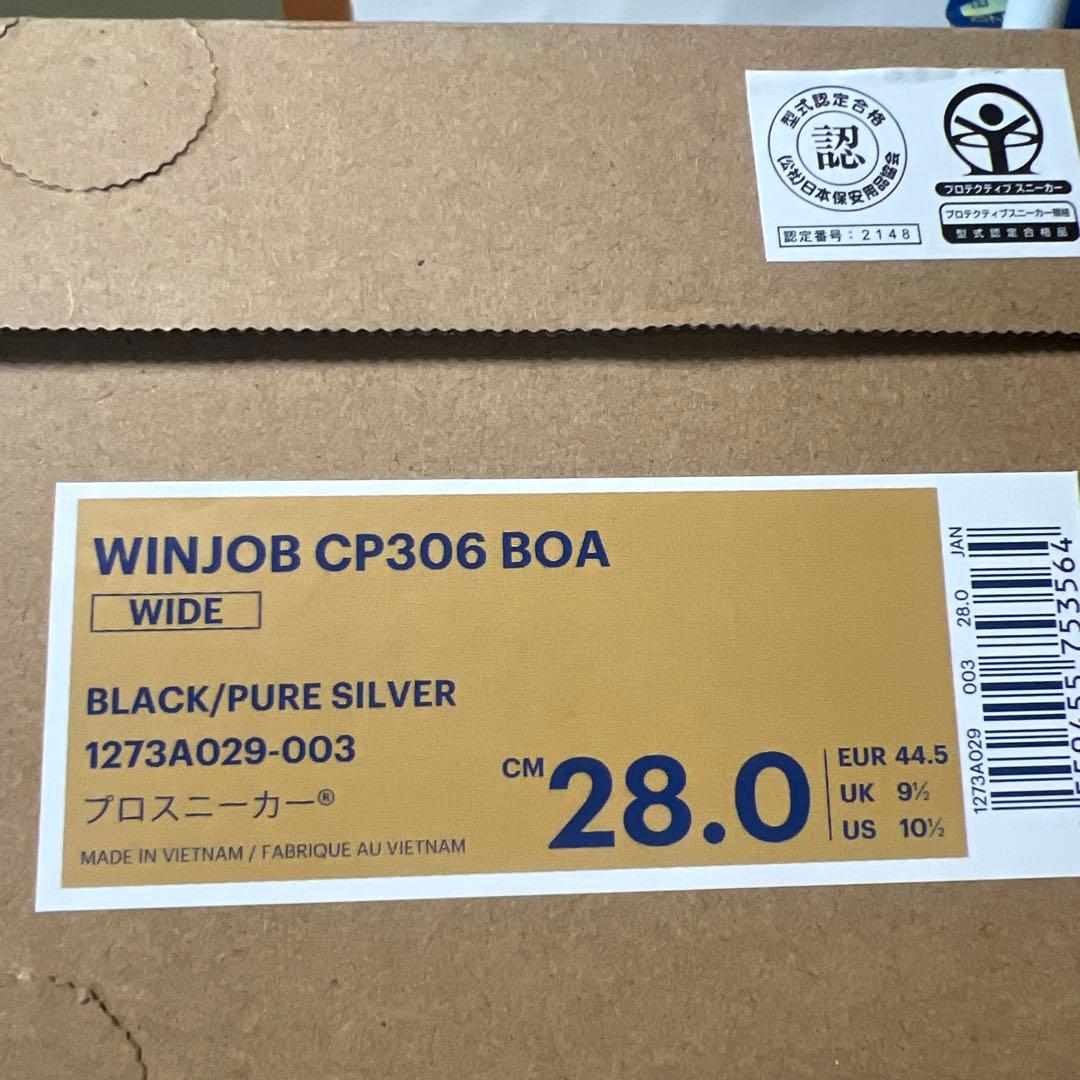 型式認定合格
認
(公社)日本保安用品協会
認定番号：2148
プロテクティブ スニーカー
プロテクティブスニーカー規格
型式認定合格品
WINJOB CP306 BOA
WIDE
BLACK/PURE SILVER
1273A029-003
プロスニーカー®
MADE IN VIETNAM / FABRIQUE AU VIETNAM
CM 28.0
EUR 44.5
UK 9½
US 10½
1273A029 003 28.0 JAN